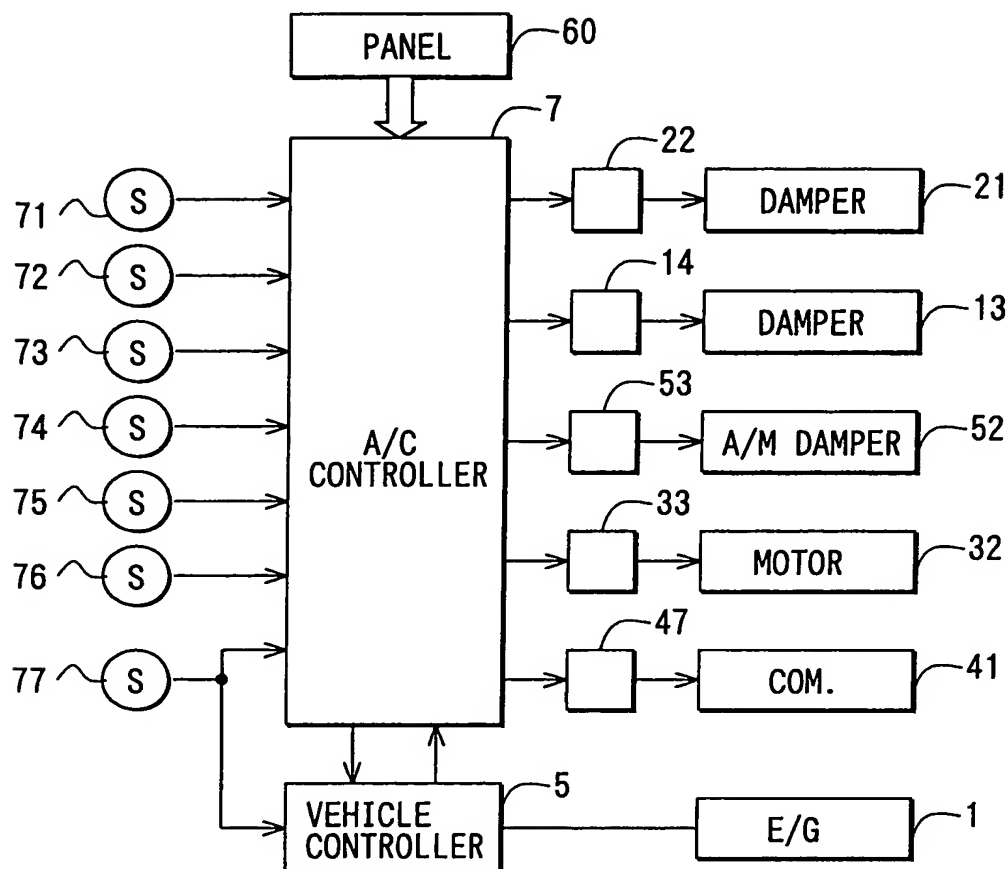 PANEL
60
7
22
71
S
DAMPER
21
72
S
14
73
S
DAMPER
13
53
74
S
A/C
CONTROLLER
A/M DAMPER
52
75
S
33
76
S
MOTOR
32
47
77
S
COM.
41
5
VEHICLE
CONTROLLER
E/G
1